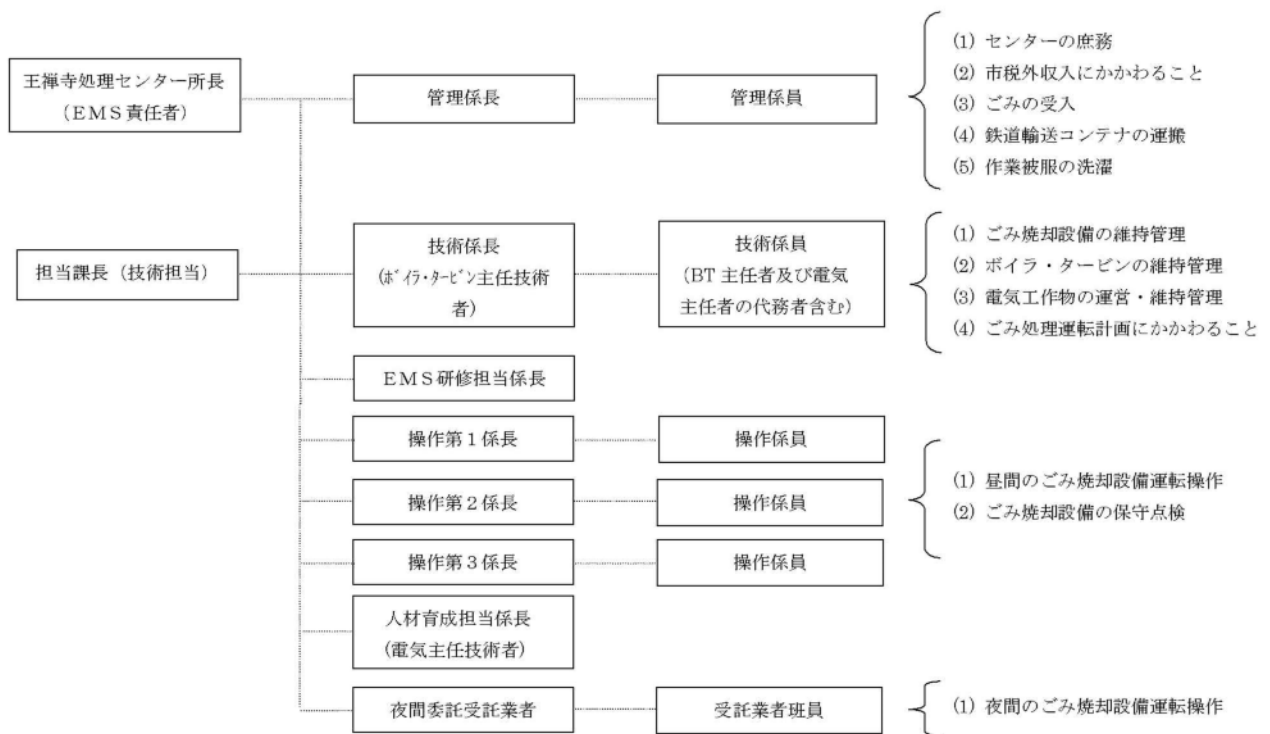 王禅寺処理センター所長
（ＥＭＳ責任者）
管理係長
管理係員
(1) センターの庶務
(2) 市税外収入にかかわること
(3) ごみの受入
(4) 鉄道輸送コンテナの運搬
(5) 作業被服の洗濯
担当課長（技術担当）
技術係長
(ﾎﾞｲﾗ・ﾀｰﾋﾞﾝ主任技術
者)
技術係員
(BT 主任者及び電気
主任者の代務者含む)
(1) ごみ焼却設備の維持管理
(2) ボイラ・タービンの維持管理
(3) 電気工作物の運営・維持管理
(4) ごみ処理運転計画にかかわること
ＥＭＳ研修担当係長
操作第１係長
操作係員
操作第２係長
操作係員
操作第３係長
操作係員
(1) 昼間のごみ焼却設備運転操作
(2) ごみ焼却設備の保守点検
人材育成担当係長
(電気主任技術者)
夜間委託受託業者
受託業者班員
(1) 夜間のごみ焼却設備運転操作